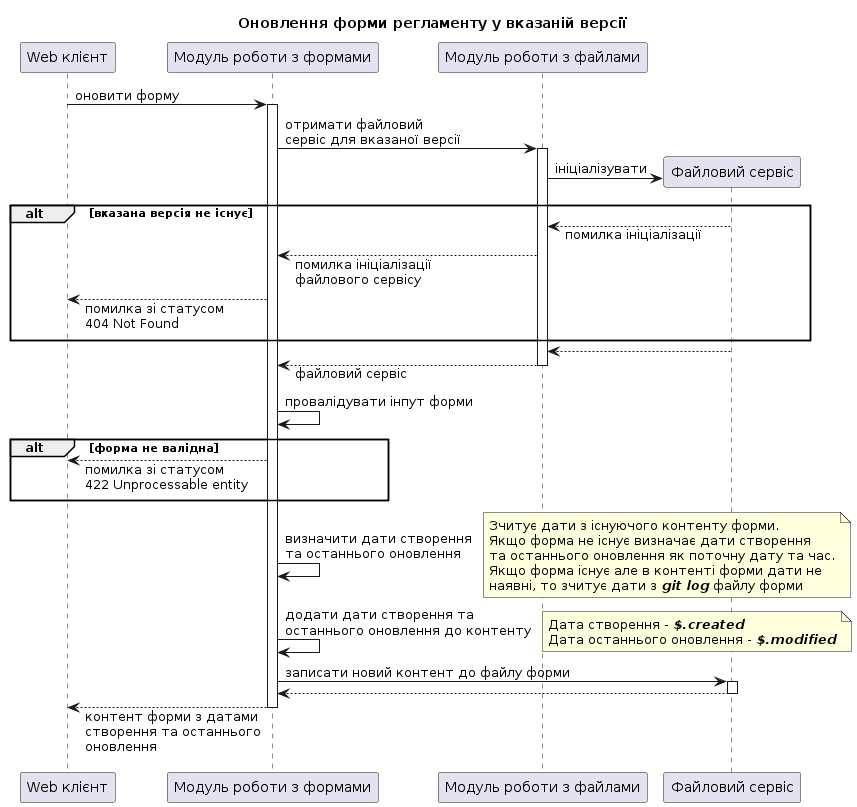 Оновлення форми регламенту у вказаній версії
Web клієнт
Модуль роботи з формами
Модуль роботи з файлами
оновити форму
отримати файловий
сервіс для вказаної версії
ініціалізувати
Файловий сервіс
alt
[вказана версія не існує]
помилка ініціалізації
помилка ініціалізації
файлового сервісу
помилка зі статусом
404 Not Found
файловий сервіс
провалідувати інпут форми
alt
[форма не валідна]
помилка зі статусом
422 Unprocessable entity
визначити дати створення
та останнього оновлення
Зчитує дати з існуючого контенту форми.
Якщо форма не існує визначає дати створення
та останнього оновлення як поточну дату та час.
Якщо форма існує але в контенті форми дати не
наявні, то зчитує дати з git log файлу форми
додати дати створення та
останнього оновлення до контенту
Дата створення - $.created
Дата останнього оновлення - $.modified
записати новий контент до файлу форми
контент форми з датами
створення та останнього
оновлення
Web клієнт
Модуль роботи з формами
Модуль роботи з файлами
Файловий сервіс